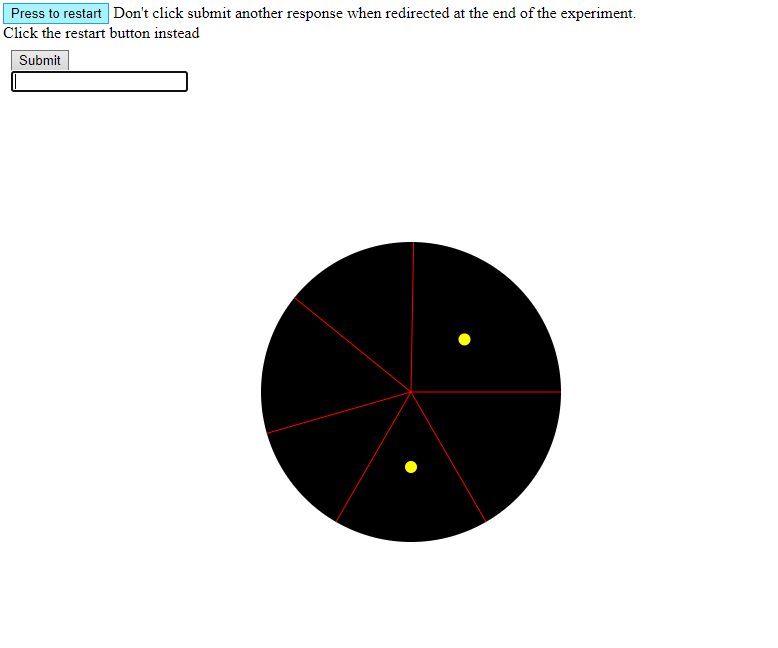 Press to restart Don't click submit another response when redirected at the end of the experiment.
Click the restart button instead
Submit